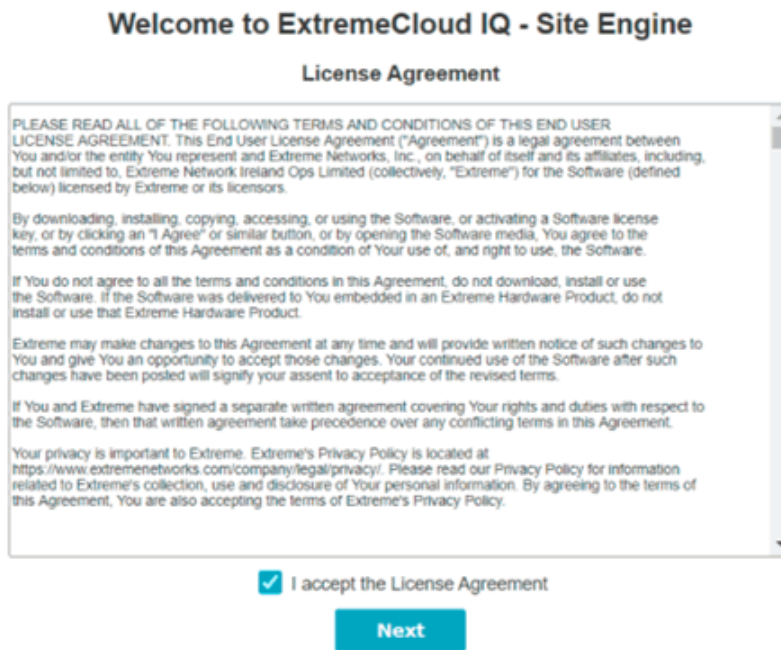 Welcome to ExtremeCloud IQ - Site Engine
License Agreement
PLEASE READ ALL OF THE FOLLOWING TERMS AND CONDITIONS OF THIS END USER
LICENSE AGREEMENT. This End User License Agreement ("Agreement") is a legal agreement between
You and/or the entity You represent and Extreme Networks, Inc., on behalf of itself and its affiliates, including,
but not limited to, Extreme Network Ireland Ops Limited (collectively, "Extreme") for the Software (defined
below) licensed by Extreme or its licensors.
By downloading, installing, copying, accessing, or using the Software, or activating a Software license
key, or by clicking an "I Agree" or similar button, or by opening the Software media, You agree to the
terms and conditions of this Agreement as a condition of Your use of, and right to use, the Software.
If You do not agree to all the terms and conditions in this Agreement, do not download, install or use
the Software. If the Software was delivered to You embedded in an Extreme Hardware Product, do not
install or use that Extreme Hardware Product.
Extreme may make changes to this Agreement at any time and will provide written notice of such changes to
You and give You an opportunity to accept those changes. Your continued use of the Software after such
changes have been posted will signify your assent to acceptance of the revised terms.
If You and Extreme have signed a separate written agreement covering Your rights and duties with respect to
the Software, then that written agreement take precedence over any conflicting terms in this Agreement.
Your privacy is important to Extreme. Extreme's Privacy Policy is located at
https://www.extremenetworks.com/company/legal/privacy/. Please read our Privacy Policy for information
related to Extreme's collection, use and disclosure of Your personal information. By agreeing to the terms of
this Agreement, You are also accepting the terms of Extreme's Privacy Policy.
I accept the License Agreement
Next